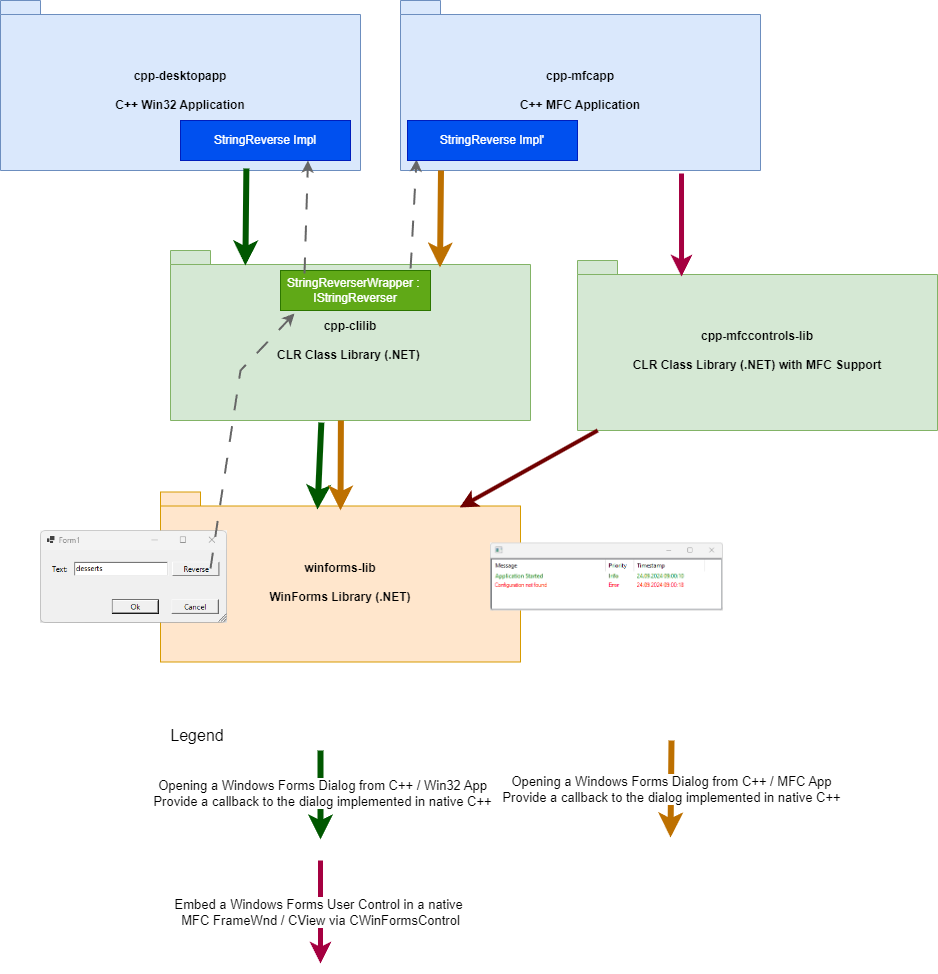 cpp-desktopapp
C++ Win32 Application
StringReverse Impl
cpp-mfcapp
C++ MFC Application
StringReverse Impl'
StringReverserWrapper :
IStringReverser
cpp-clilib
CLR Class Library (.NET)
cpp-mfccontrols-lib
CLR Class Library (.NET) with MFC Support
winforms-lib
WinForms Library (.NET)
Form1
Text: desserts Reverse
Ok Cancel
Message Priority Timestamp
Application Started Info 24.09.2024 09:00:10
Configuration not found Error 24.09.2024 09:00:18
Legend
Opening a Windows Forms Dialog from C++ / Win32 App
Provide a callback to the dialog implemented in native C++
Opening a Windows Forms Dialog from C++ / MFC App
Provide a callback to the dialog implemented in native C++
Embed a Windows Forms User Control in a native
MFC FrameWnd / CView via CWinFormsControl